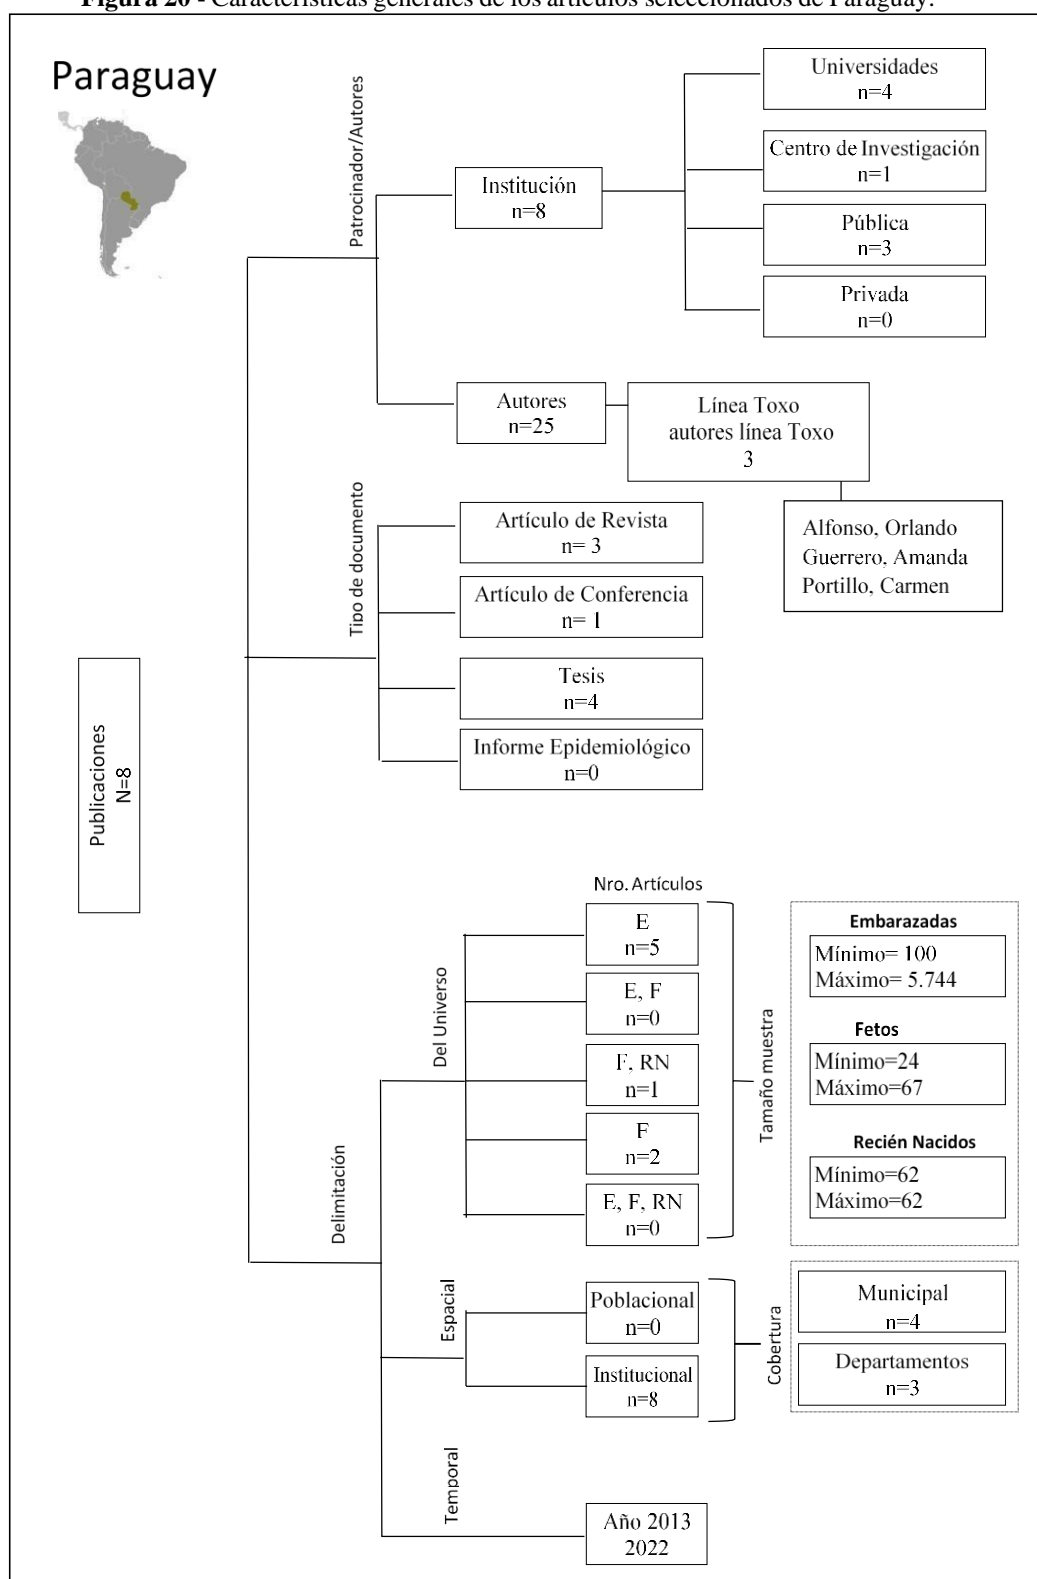 Figura 20 - Características generales de los artículos seleccionados de Paraguay.
Paraguay
Patrocinador/Autores
Institución
n=8
Universidades
n=4
Centro de Investigación
n=1
Pública
n=3
Privada
n=0
Autores
n=25
Línea Toxo
autores línea Toxo
3
Alfonso, Orlando
Guerrero, Amanda
Portillo, Carmen
Tipo de documento
Artículo de Revista
n= 3
Artículo de Conferencia
n= 1
Tesis
n=4
Informe Epidemiológico
n=0
Publicaciones
N=8
Delimitación
Del Universo
Nro. Artículos
E
n=5
E, F
n=0
F, RN
n=1
F
n=2
E, F, RN
n=0
Tamaño muestra
Embarazadas
Mínimo= 100
Máximo= 5.744
Fetos
Mínimo=24
Máximo=67
Recién Nacidos
Mínimo=62
Máximo=62
Espacial
Poblacional
n=0
Institucional
n=8
Cobertura
Municipal
n=4
Departamentos
n=3
Temporal
Año 2013
2022